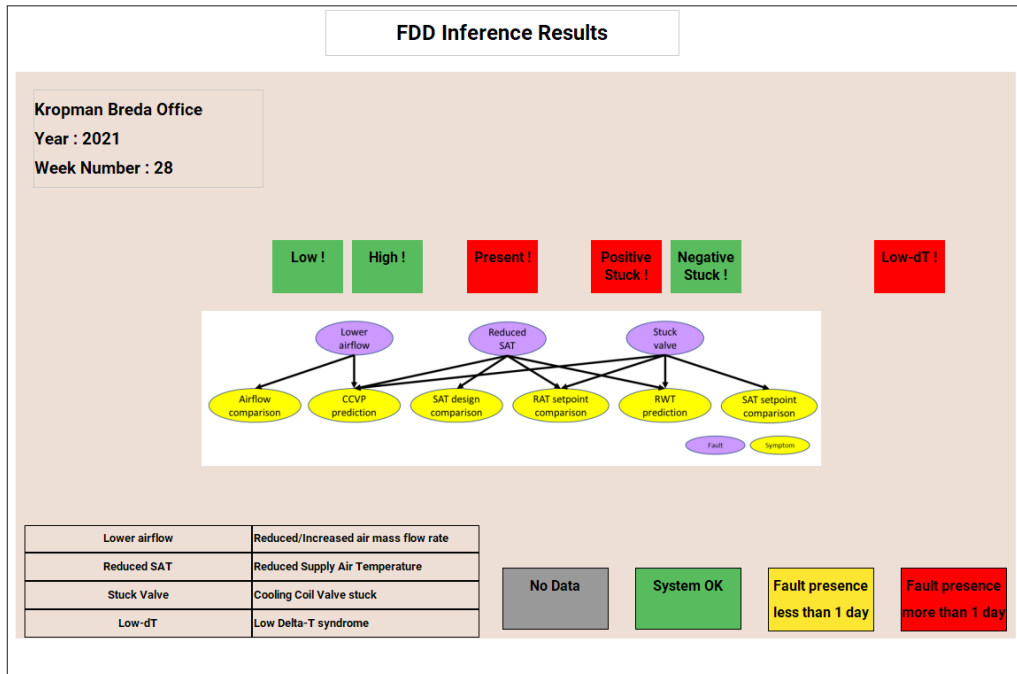 FDD Inference Results
Kropman Breda Office
Year : 2021
Week Number : 28
Low !
High !
Present !
Positive
Stuck !
Negative
Stuck !
Low-dT !
Lower
airflow
Reduced
SAT
Stuck
valve
Airflow
comparison
CCVP
prediction
SAT design
comparison
RAT setpoint
comparison
RWT
prediction
SAT setpoint
comparison
Fault
Symptom
Lower airflow
Reduced/Increased air mass flow rate
Reduced SAT
Reduced Supply Air Temperature
Stuck Valve
Cooling Coil Valve stuck
Low-dT
Low Delta-T syndrome
No Data
System OK
Fault presence
less than 1 day
Fault presence
more than 1 day